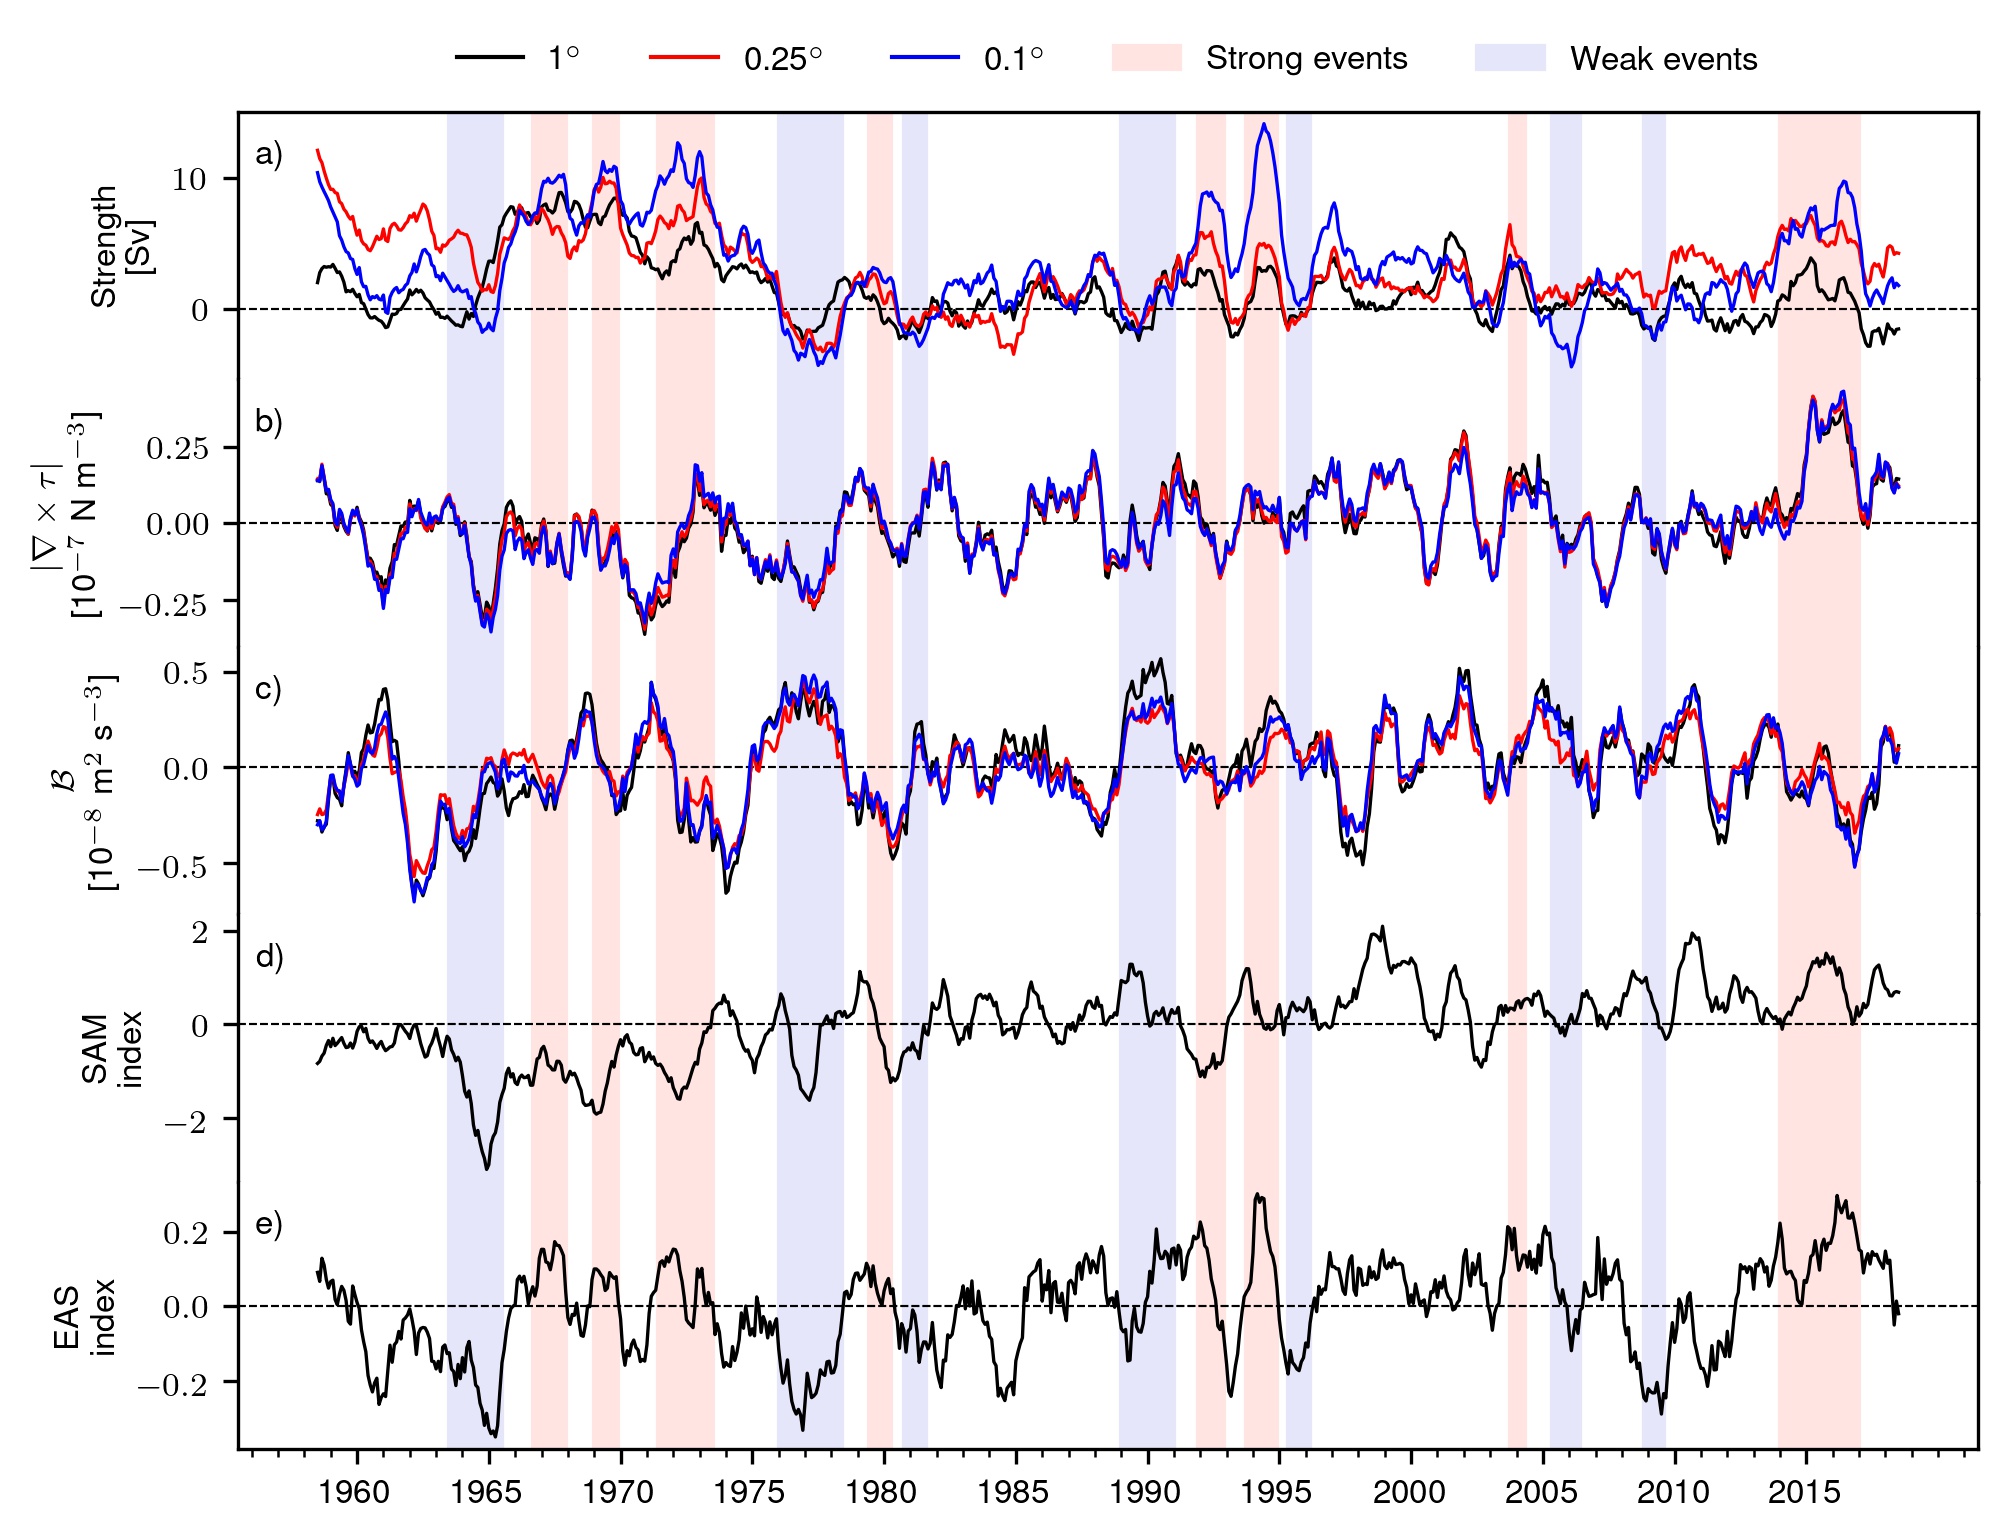 1° 0.25° 0.1° Strong events Weak events
a)
Strength
[Sv]
10
0
b)
|∇ × τ|
[10⁻⁷ N m⁻³]
0.25
0.00
−0.25
c)
ℬ
[10⁻⁸ m² s⁻³]
0.5
0.0
−0.5
d)
SAM
index
2
0
−2
e)
EAS
index
0.2
0.0
−0.2
1960 1965 1970 1975 1980 1985 1990 1995 2000 2005 2010 2015